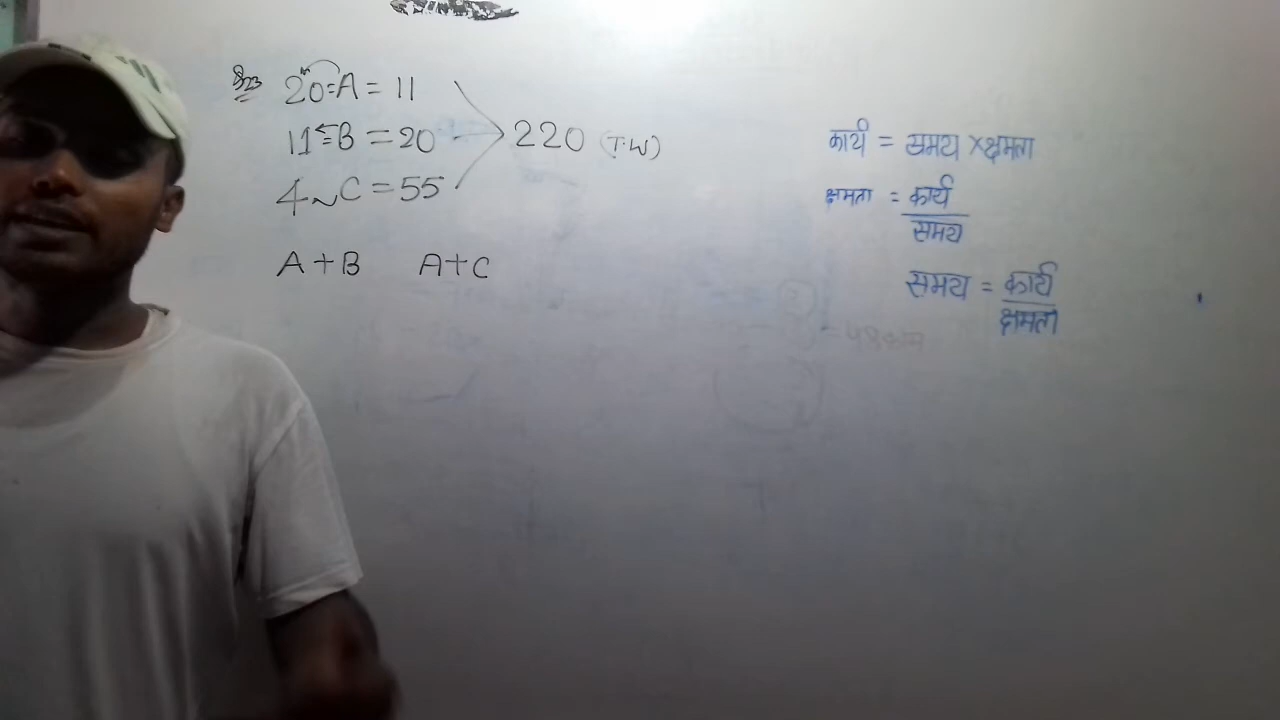 20 = A = 11
11 = B = 20
220 (T.W)
4 ~ C = 55
A + B A + C
कार्य = समय × क्षमता
क्षमता = कार्य
समय
समय = कार्य
क्षमता